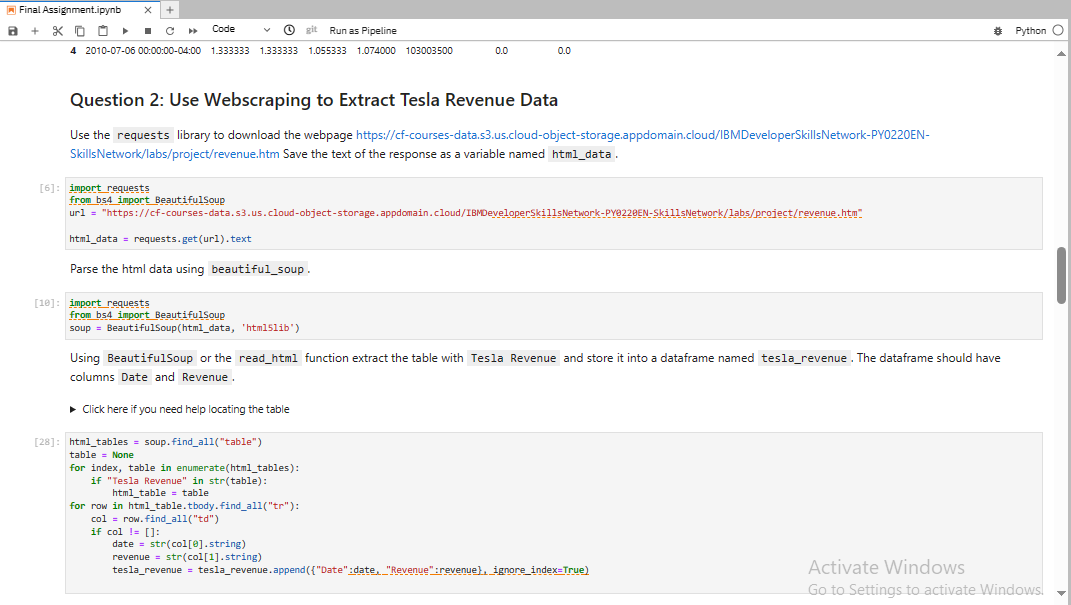 Final Assignment.ipynb × +
Code git Run as Pipeline Python
4 2010-07-06 00:00:00-04:00 1.333333 1.333333 1.055333 1.074000 103003500 0.0 0.0
Question 2: Use Webscraping to Extract Tesla Revenue Data
Use the requests library to download the webpage https://cf-courses-data.s3.us.cloud-object-storage.appdomain.cloud/IBMDeveloperSkillsNetwork-PY0220EN-
SkillsNetwork/labs/project/revenue.htm Save the text of the response as a variable named html_data .
[6]: import requests
from bs4 import BeautifulSoup
url = "https://cf-courses-data.s3.us.cloud-object-storage.appdomain.cloud/IBMDeveloperSkillsNetwork-PY0220EN-SkillsNetwork/labs/project/revenue.htm"
html_data = requests.get(url).text
Parse the html data using beautiful_soup .
[10]: import requests
from bs4 import BeautifulSoup
soup = BeautifulSoup(html_data, 'html5lib')
Using BeautifulSoup or the read_html function extract the table with Tesla Revenue and store it into a dataframe named tesla_revenue . The dataframe should have
columns Date and Revenue .
Click here if you need help locating the table
[28]: html_tables = soup.find_all("table")
table = None
for index, table in enumerate(html_tables):
if "Tesla Revenue" in str(table):
html_table = table
for row in html_table.tbody.find_all("tr"):
col = row.find_all("td")
if col != []:
date = str(col[0].string)
revenue = str(col[1].string)
tesla_revenue = tesla_revenue.append({"Date":date, "Revenue":revenue}, ignore_index=True)
Activate Windows
Go to Settings to activate Windows.